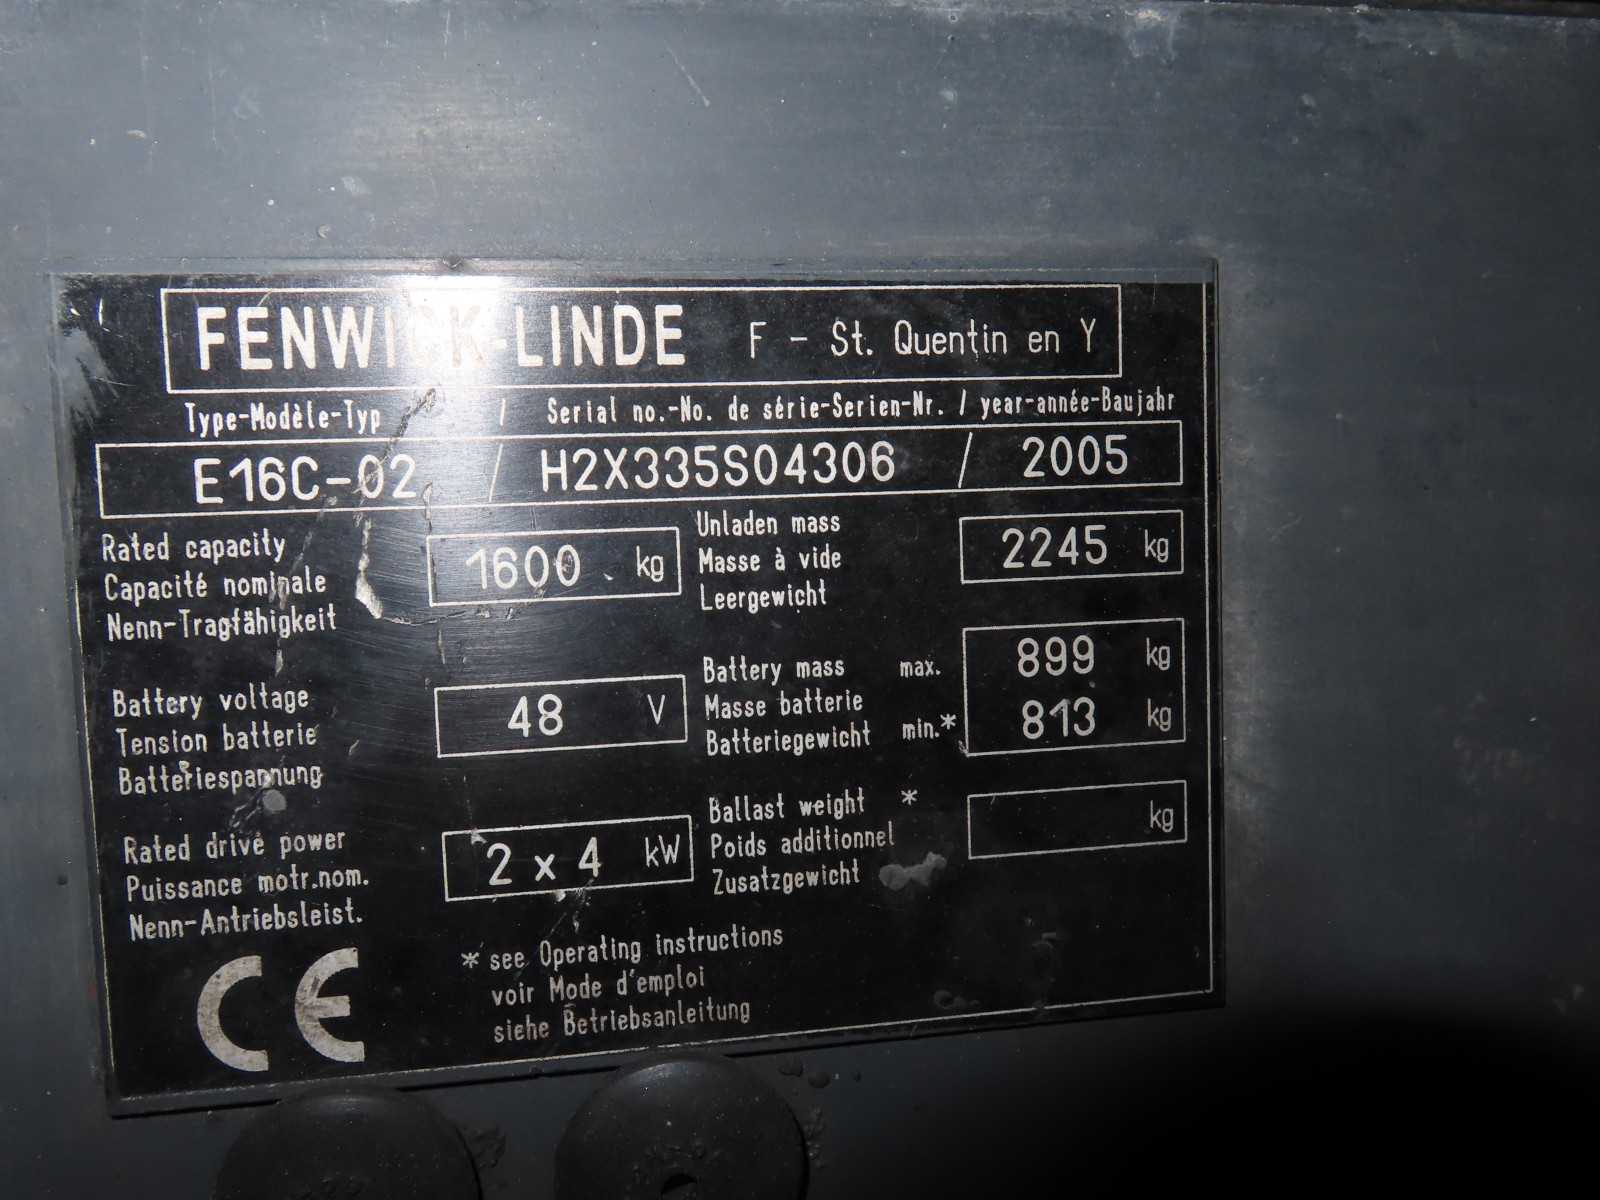 FENWICK-LINDE F - St. Quentin en Y
Type-Modèle-Typ / Serial no.-No. de série-Serien-Nr. / year-année-Baujahr
E16C-02 / H2X335S04306 / 2005
Rated capacity
Capacité nominale
Nenn-Tragfähigkeit
1600 kg
Unladen mass
Masse à vide
Leergewicht
2245 kg
Battery voltage
Tension batterie
Batteriespannung
48 V
Battery mass max. 899 kg
Masse batterie
Batteriegewicht min.* 813 kg
Rated drive power
Puissance motr.nom.
Nenn-Antriebsleist.
2 x 4 kW
Ballast weight *
Poids additionnel
Zusatzgewicht
kg
CE
* see Operating instructions
voir Mode d'emploi
siehe Betriebsanleitung